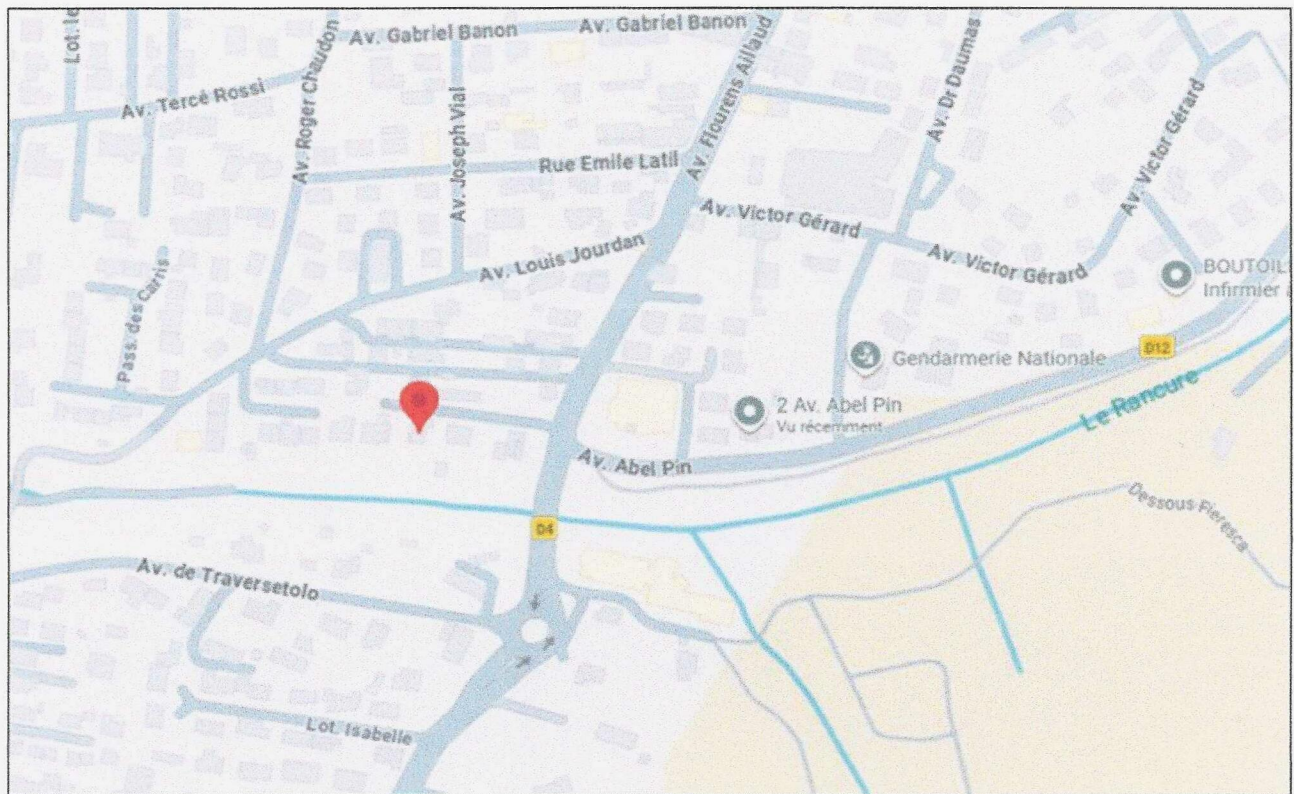 Lot. le
Av. Gabriel Banon
Av. Gabriel Banon
Av. Tercé Rossi
Av. Roger Chaudon
Av. Joseph Vial
Av. Flourens Aillaud
Av. Dr Daumas
Av. Victor Gérard
Rue Emile Latil
Av. Victor Gérard
Av. Victor Gérard
Av. Louis Jourdan
Pass. des Carris
BOUTOIL
Infirmier
D12
Gendarmerie Nationale
2 Av. Abel Pin
Vu récemment
Le Rancure
Av. Abel Pin
Dessous Fieresca
D4
Av. de Traversetolo
Lot. Isabelle